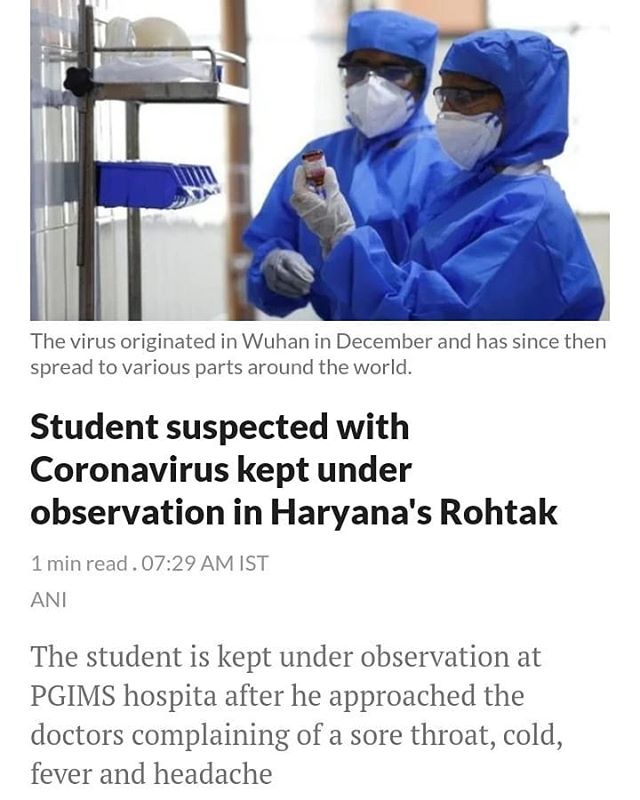 The virus originated in Wuhan in December and has since then
spread to various parts around the world.
Student suspected with
Coronavirus kept under
observation in Haryana's Rohtak
1 min read . 07:29 AM IST
ANI
The student is kept under observation at
PGIMS hospita after he approached the
doctors complaining of a sore throat, cold,
fever and headache